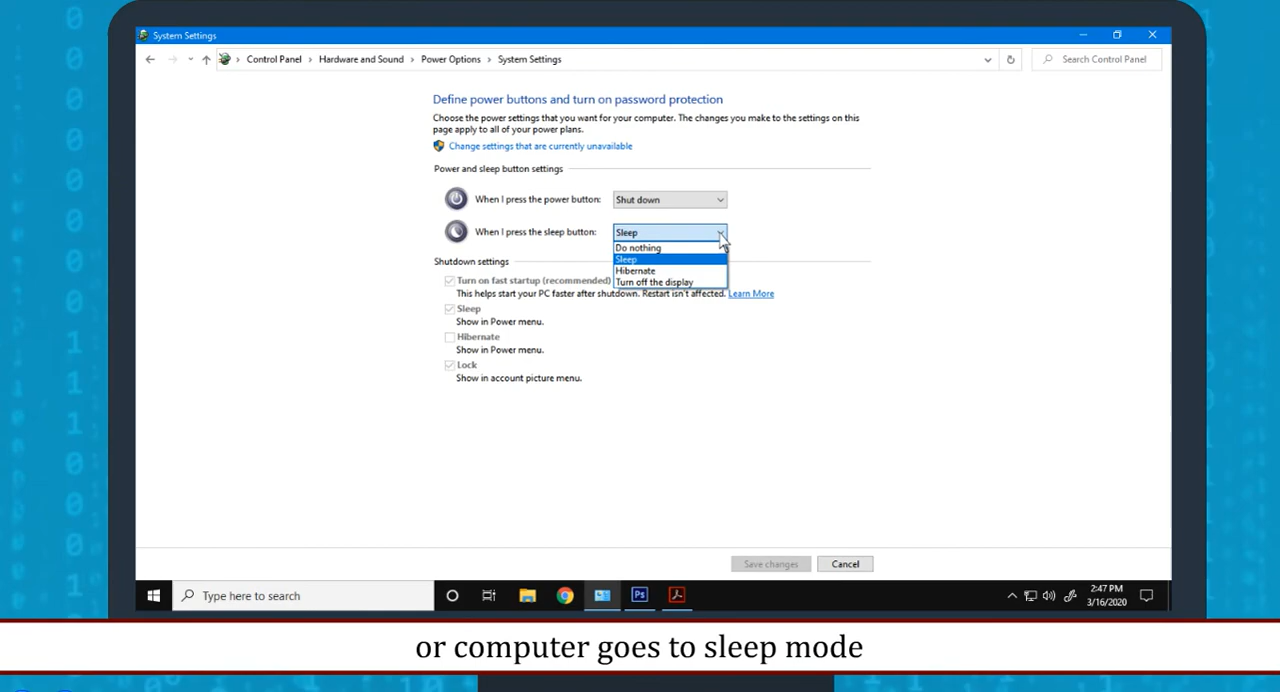 System Settings
Control Panel > Hardware and Sound > Power Options > System Settings
Search Control Panel
Define power buttons and turn on password protection
Choose the power settings that you want for your computer. The changes you make to the settings on this
page apply to all of your power plans.
Change settings that are currently unavailable
Power and sleep button settings
When I press the power button: Shut down
When I press the sleep button: Sleep
Do nothing
Sleep
Hibernate
Turn off the display
Shutdown settings
Turn on fast startup (recommended)
This helps start your PC faster after shutdown. Restart isn't affected. Learn More
Sleep
Show in Power menu.
Hibernate
Show in Power menu.
Lock
Show in account picture menu.
Save changes
Cancel
Type here to search
Ps
2:47 PM
3/16/2020
or computer goes to sleep mode